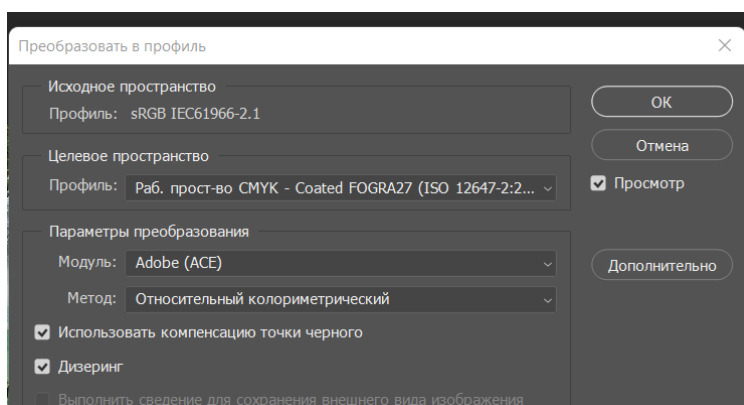 Преобразовать в профиль
Исходное пространство
Профиль: sRGB IEC61966-2.1
OK
Целевое пространство
Отмена
Профиль: Раб. прост-во CMYK - Coated FOGRA27 (ISO 12647-2:2...
Просмотр
Параметры преобразования
Модуль: Adobe (ACE)
Дополнительно
Метод: Относительный колориметрический
Использовать компенсацию точки черного
Дизеринг
Выполнить сведение для сохранения внешнего вида изображения